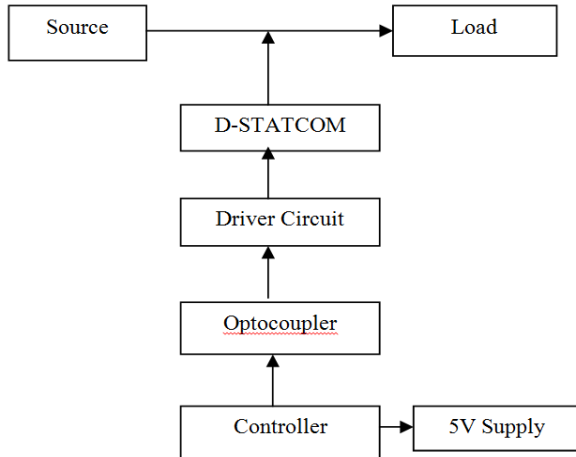 Source
Load
D-STATCOM
Driver Circuit
Optocoupler
Controller
5V Supply